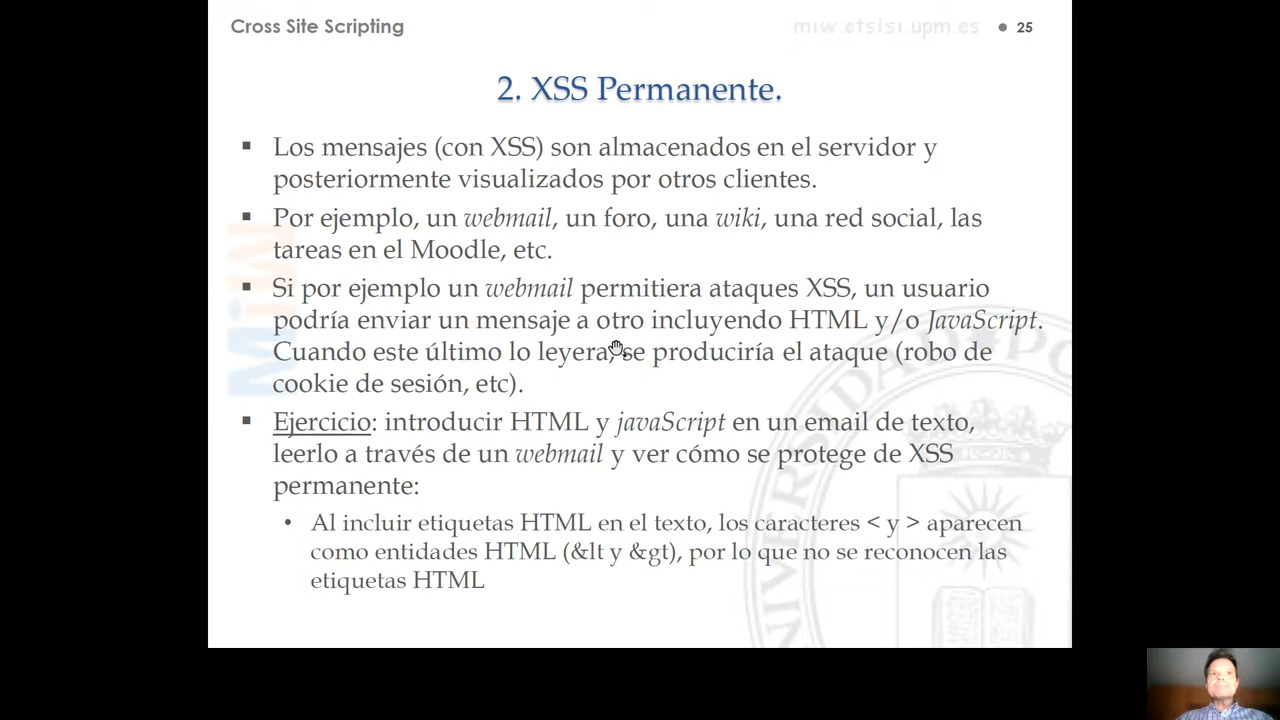 Cross Site Scripting
miw.etsisi.upm.es
25
2. XSS Permanente.
Los mensajes (con XSS) son almacenados en el servidor y
posteriormente visualizados por otros clientes.
Por ejemplo, un webmail, un foro, una wiki, una red social, las
tareas en el Moodle, etc.
Si por ejemplo un webmail permitiera ataques XSS, un usuario
podría enviar un mensaje a otro incluyendo HTML y/o JavaScript.
Cuando este último lo leyera, se produciría el ataque (robo de
cookie de sesión, etc).
Ejercicio: introducir HTML y javaScript en un email de texto,
leerlo a través de un webmail y ver cómo se protege de XSS
permanente:
Al incluir etiquetas HTML en el texto, los caracteres < y > aparecen
como entidades HTML (&lt y &gt), por lo que no se reconocen las
etiquetas HTML
MiW